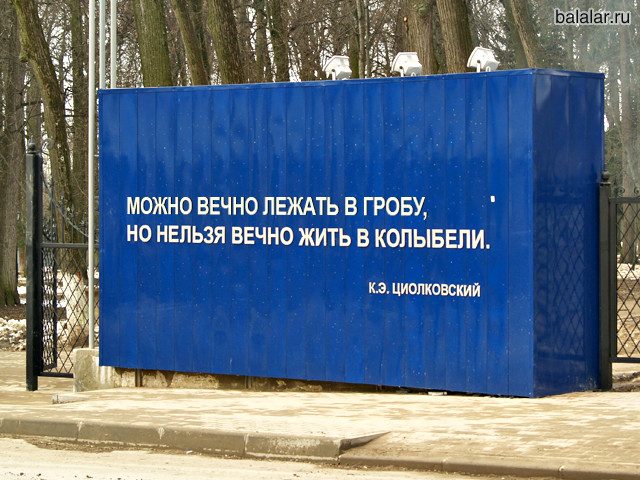 balalar.ru
МОЖНО ВЕЧНО ЛЕЖАТЬ В ГРОБУ,
НО НЕЛЬЗЯ ВЕЧНО ЖИТЬ В КОЛЫБЕЛИ.
К.Э. ЦИОЛКОВСКИЙ